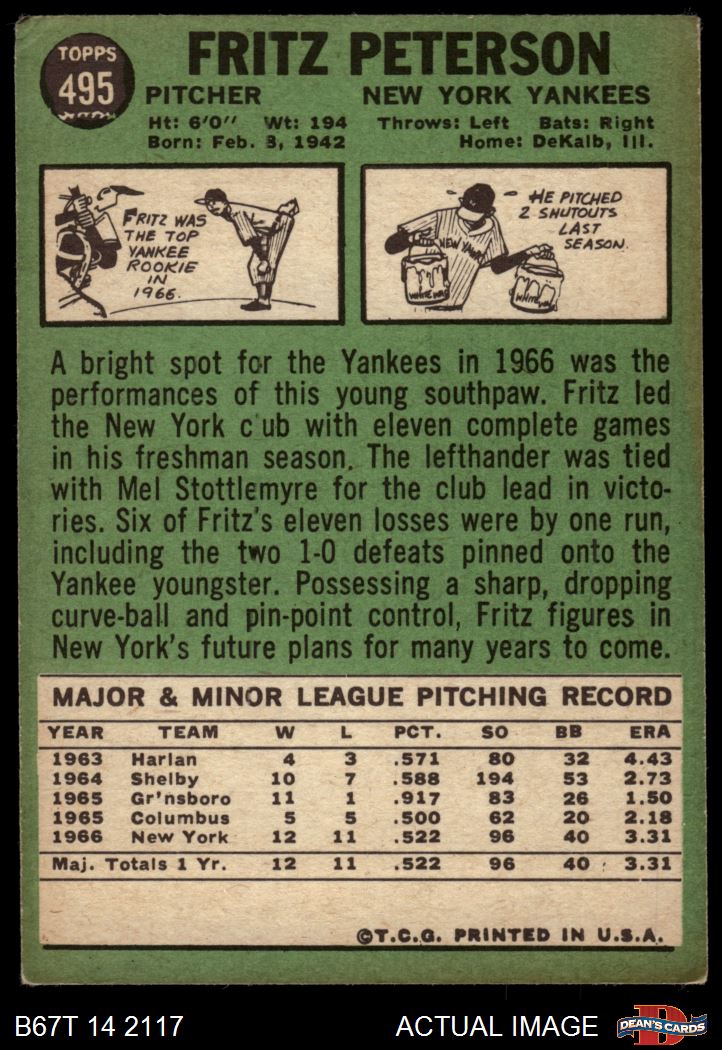 TOPPS
495
FRITZ PETERSON
PITCHER NEW YORK YANKEES
Ht: 6'0" Wt: 194 Throws: Left Bats: Right
Born: Feb. 8, 1942 Home: DeKalb, Ill.
FRITZ WAS
THE TOP
YANKEE
ROOKIE
IN
1966.
HE PITCHED
2 SHUTOUTS
LAST
SEASON.
NEW YORK
A bright spot for the Yankees in 1966 was the
performances of this young southpaw. Fritz led
the New York c ub with eleven complete games
in his freshman season. The lefthander was tied
with Mel Stottlemyre for the club lead in victo-
ries. Six of Fritz's eleven losses were by one run,
including the two 1-0 defeats pinned onto the
Yankee youngster. Possessing a sharp, dropping
curve-ball and pin-point control, Fritz figures in
New York's future plans for many years to come.
MAJOR & MINOR LEAGUE PITCHING RECORD
YEAR TEAM W L PCT. SO BB ERA
1963 Harlan 4 3 .571 80 32 4.43
1964 Shelby 10 7 .588 194 53 2.73
1965 Gr'nsboro 11 1 .917 83 26 1.50
1965 Columbus 5 5 .500 62 20 2.18
1966 New York 12 11 .522 96 40 3.31
Maj. Totals 1 Yr. 12 11 .522 96 40 3.31
©T.C.G. PRINTED IN U.S.A.
B67T 14 2117 ACTUAL IMAGE DEAN'S CARDS